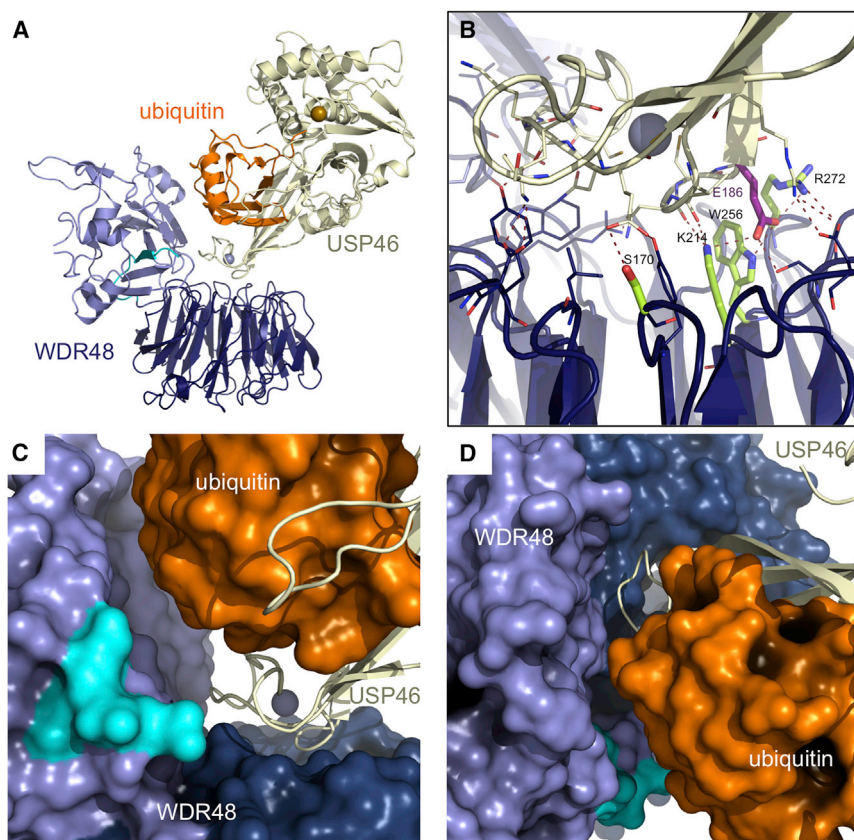 A
ubiquitin
USP46
WDR48
B
E186
R272
W256
K214
S170
C
ubiquitin
USP46
WDR48
D
USP46
WDR48
ubiquitin